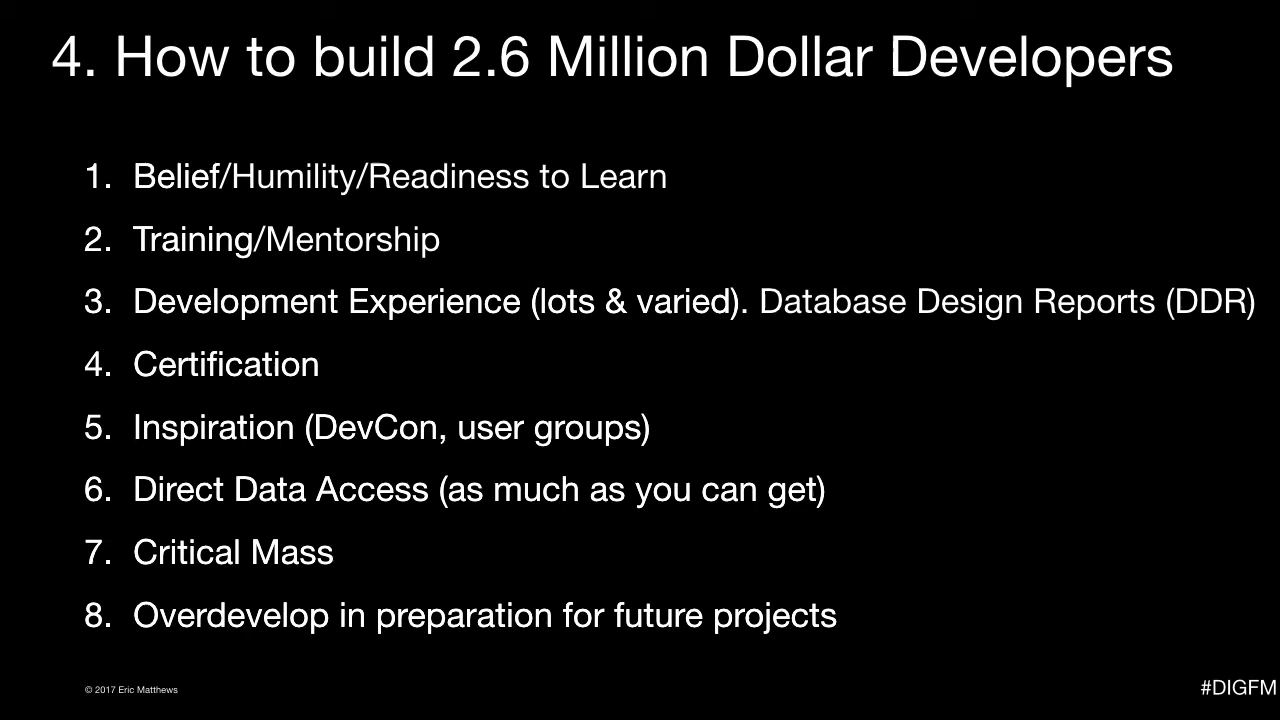 4. How to build 2.6 Million Dollar Developers
1. Belief/Humility/Readiness to Learn
2. Training/Mentorship
3. Development Experience (lots & varied). Database Design Reports (DDR)
4. Certification
5. Inspiration (DevCon, user groups)
6. Direct Data Access (as much as you can get)
7. Critical Mass
8. Overdevelop in preparation for future projects
© 2017 Eric Matthews
#DIGFM